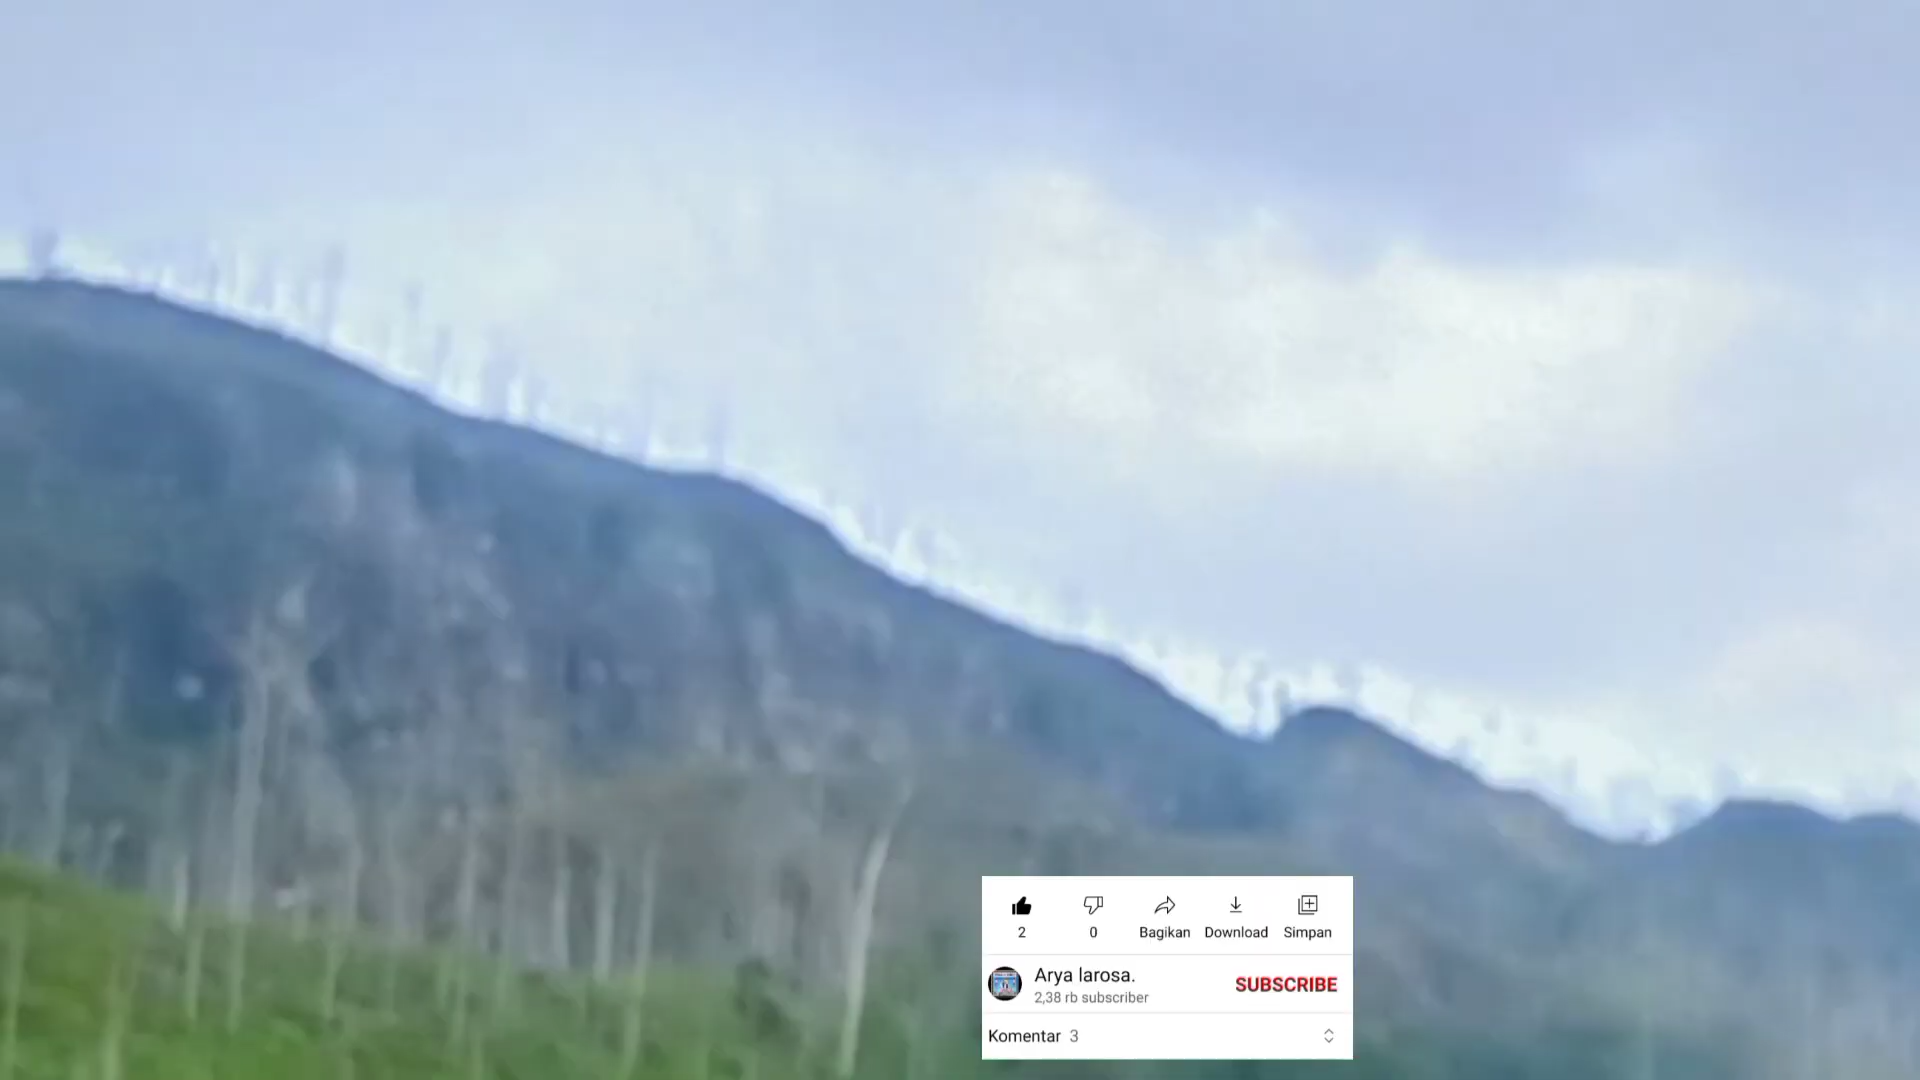 2 0 Bagikan Download Simpan
Arya larosa.
2,38 rb subscriber
SUBSCRIBE
Komentar 3